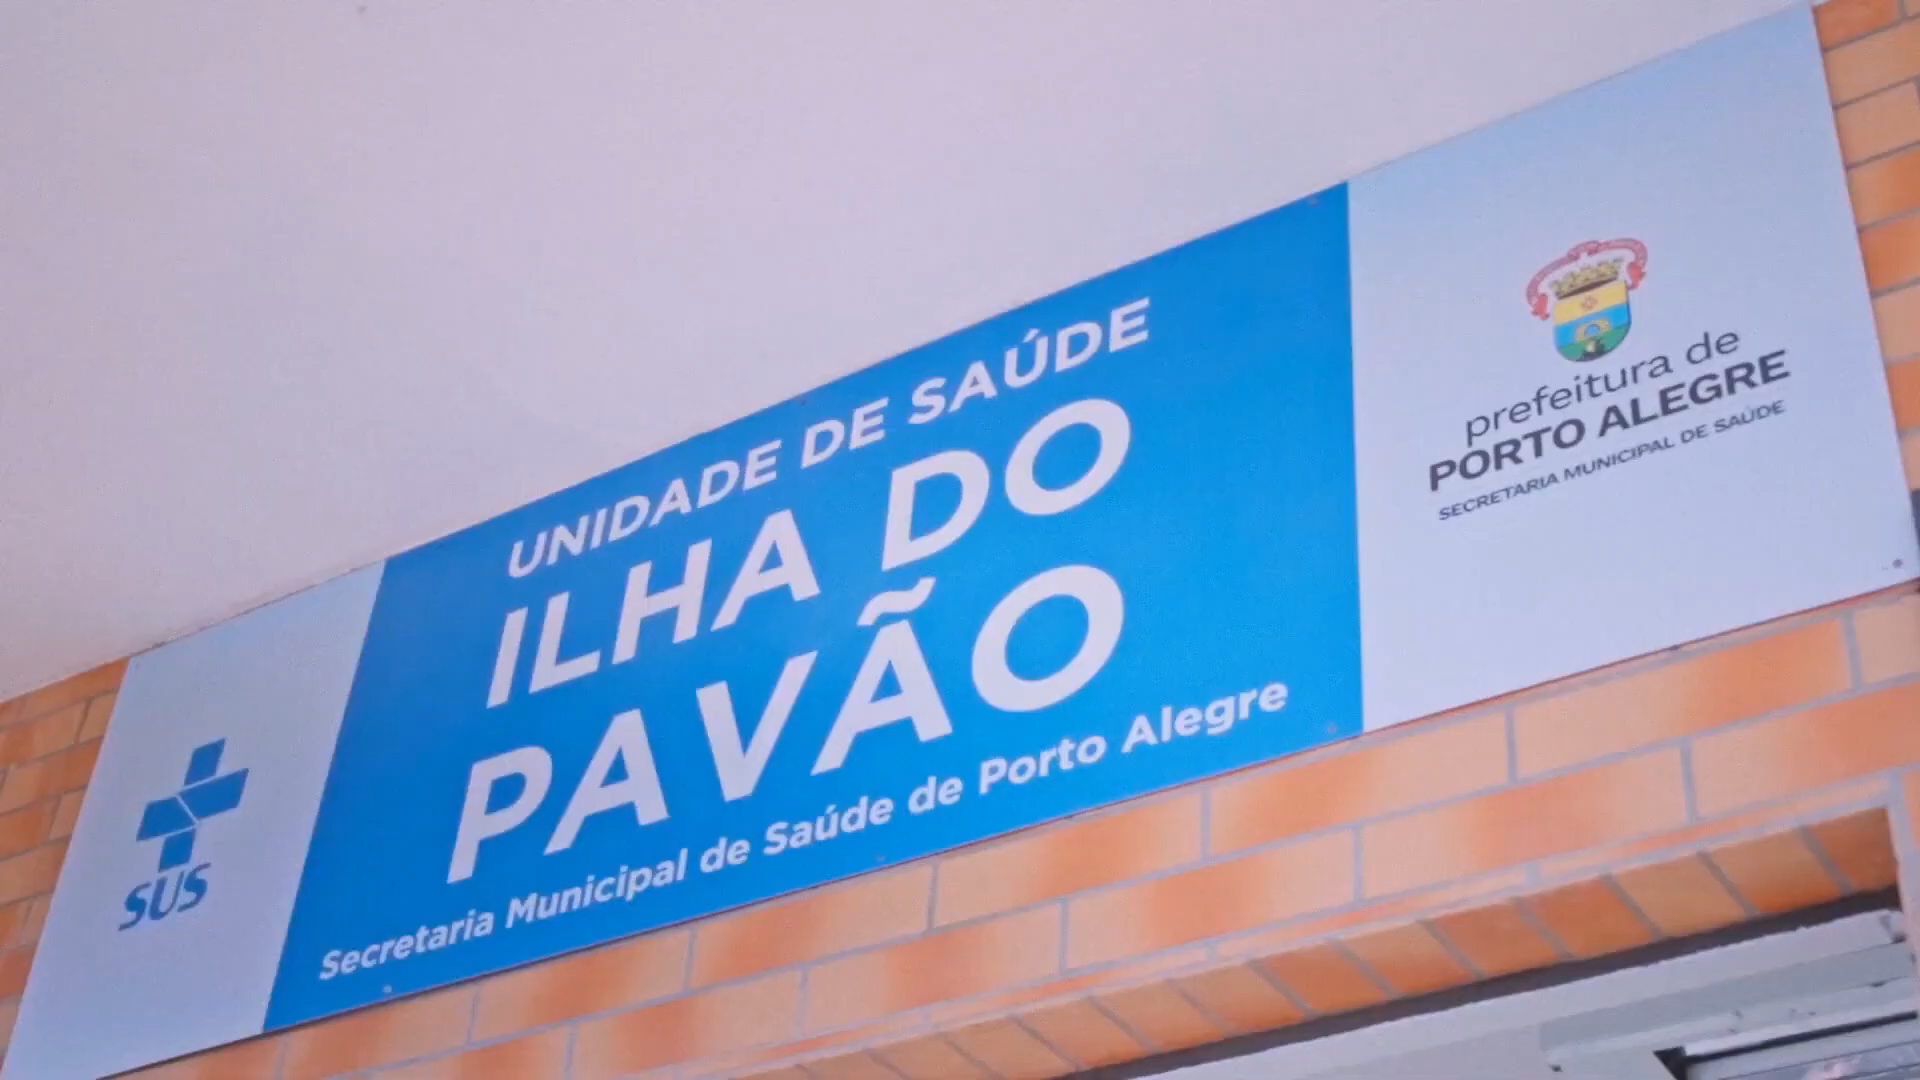 UNIDADE DE SAÚDE
ILHA DO
PAVÃO
Secretaria Municipal de Saúde de Porto Alegre
SUS
prefeitura de
PORTO ALEGRE
SECRETARIA MUNICIPAL DE SAÚDE